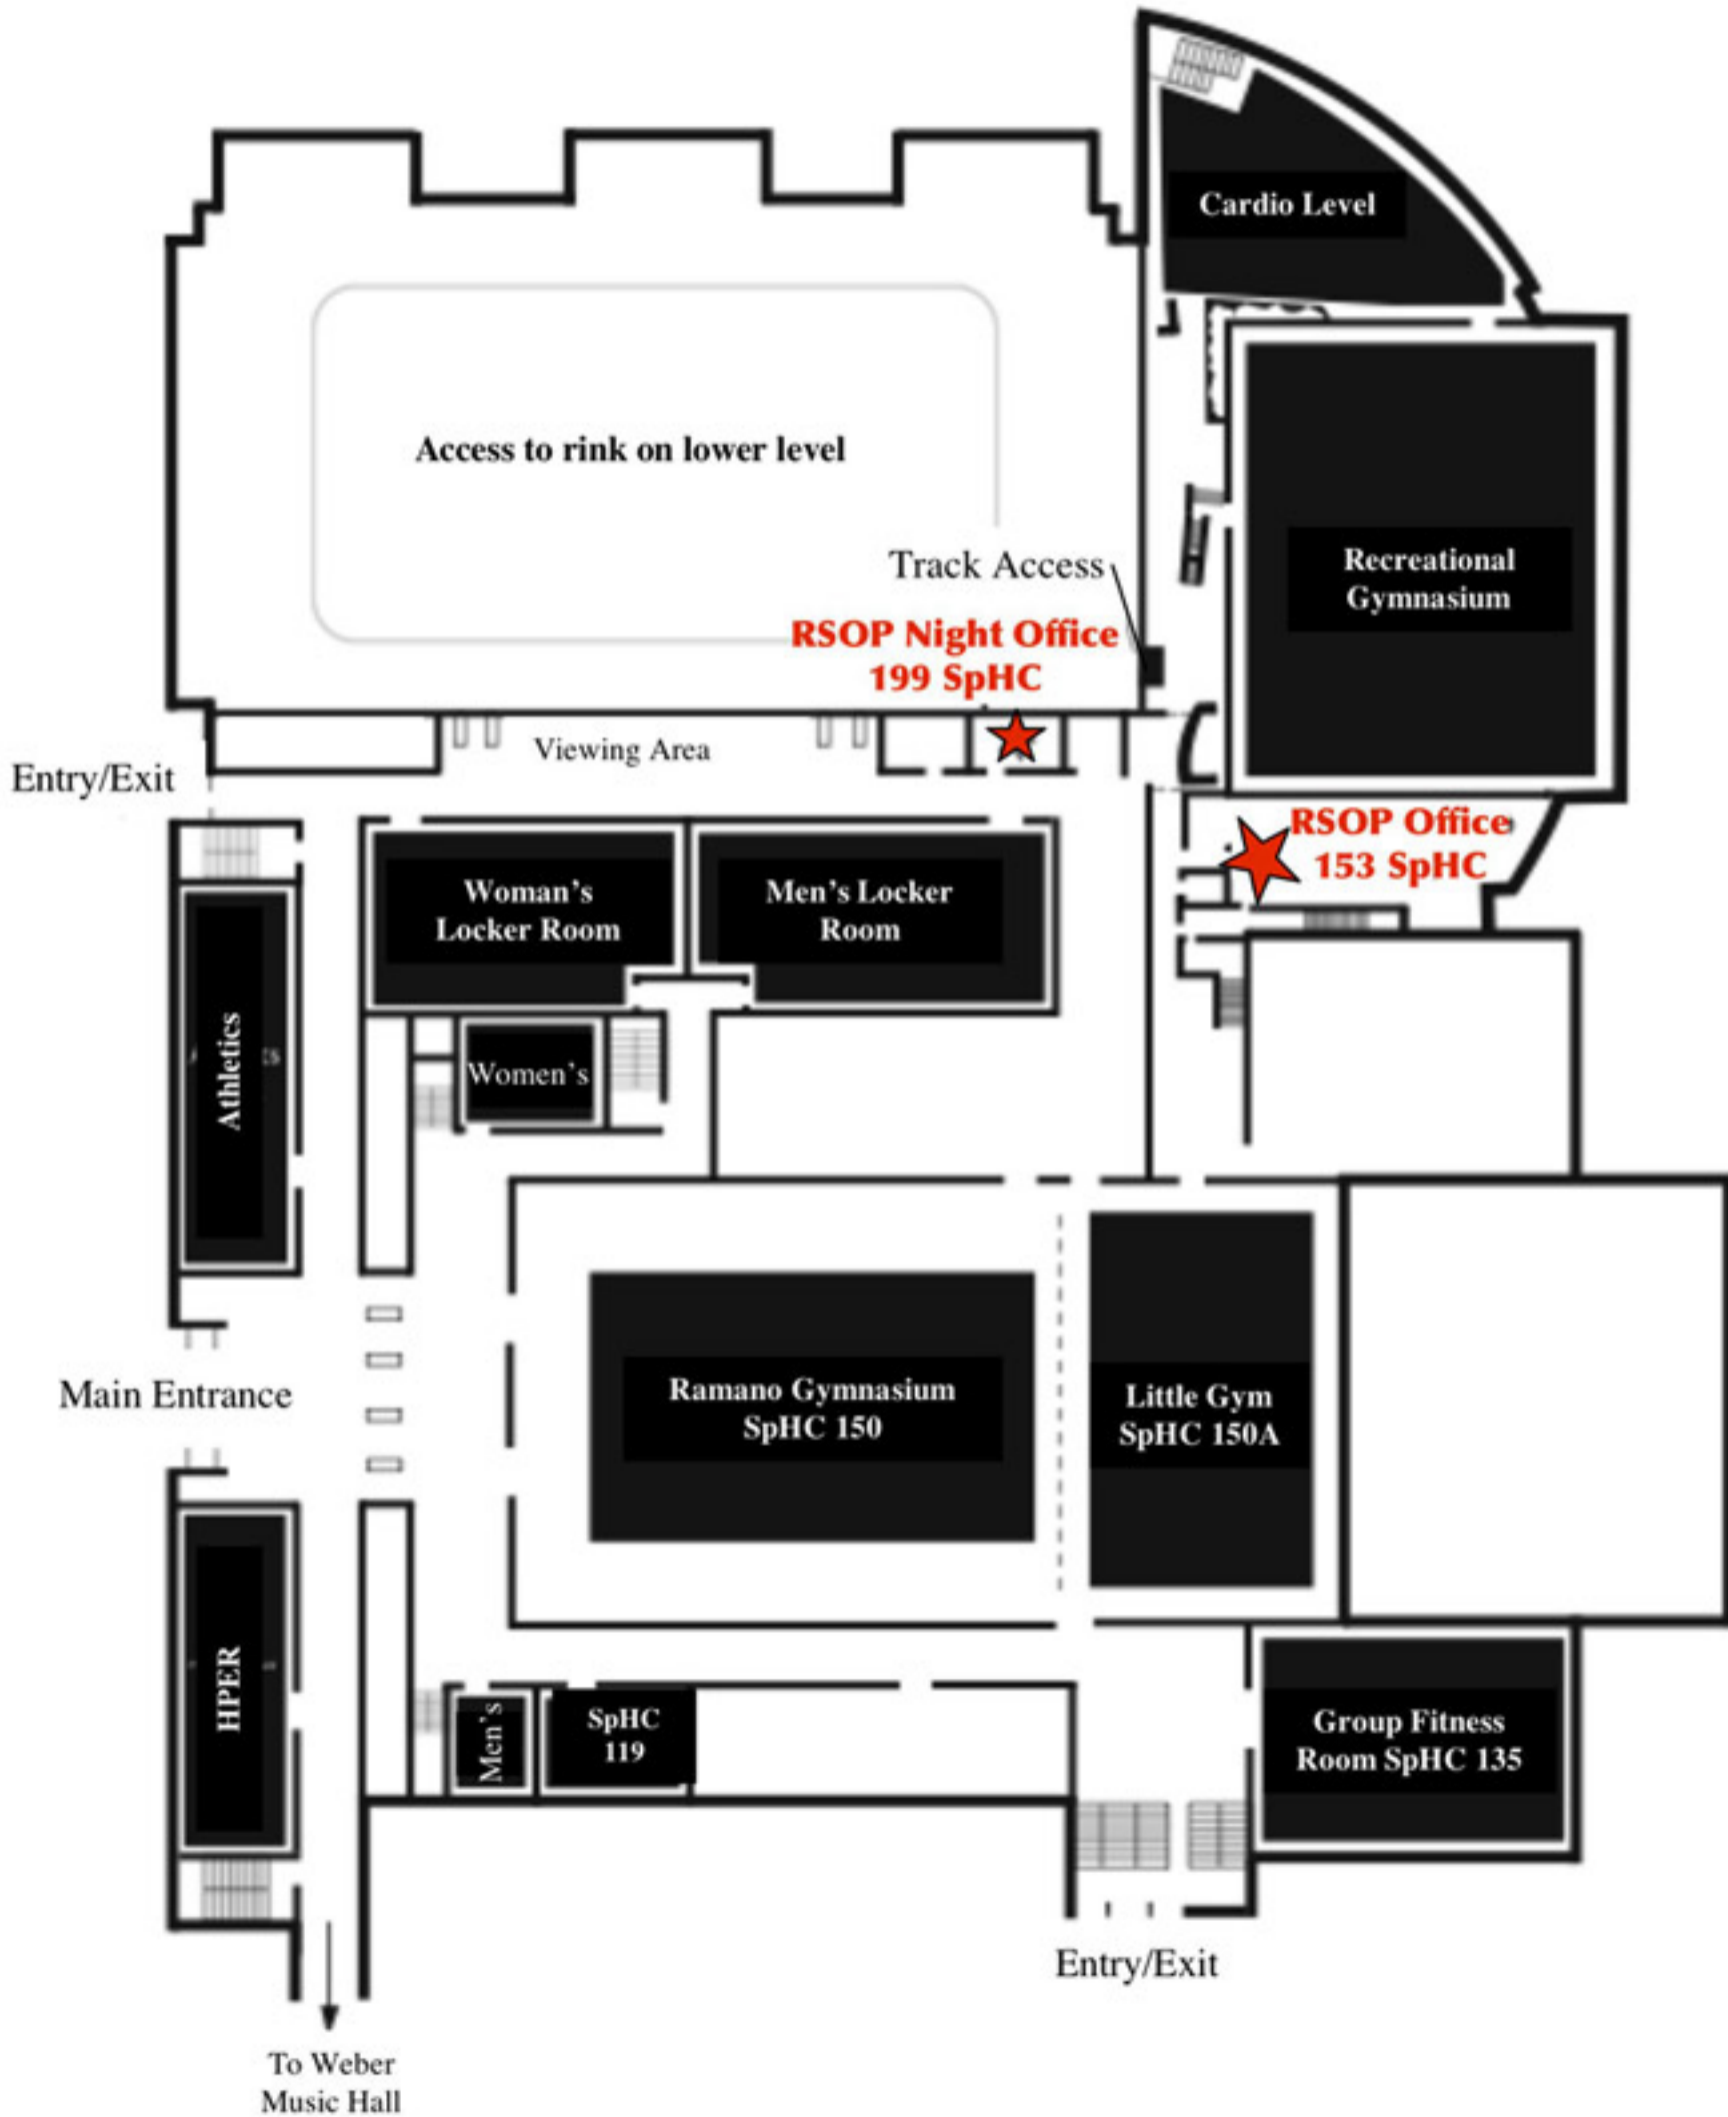 Cardio Level
Access to rink on lower level
Track Access
Recreational
Gymnasium
RSOP Night Office
199 SpHC
Viewing Area
Entry/Exit
RSOP Office
153 SpHC
Woman's
Locker Room
Men's Locker
Room
Athletics
Women's
Main Entrance
Ramano Gymnasium
SpHC 150
Little Gym
SpHC 150A
HPER
Men's
SpHC
119
Group Fitness
Room SpHC 135
Entry/Exit
To Weber
Music Hall